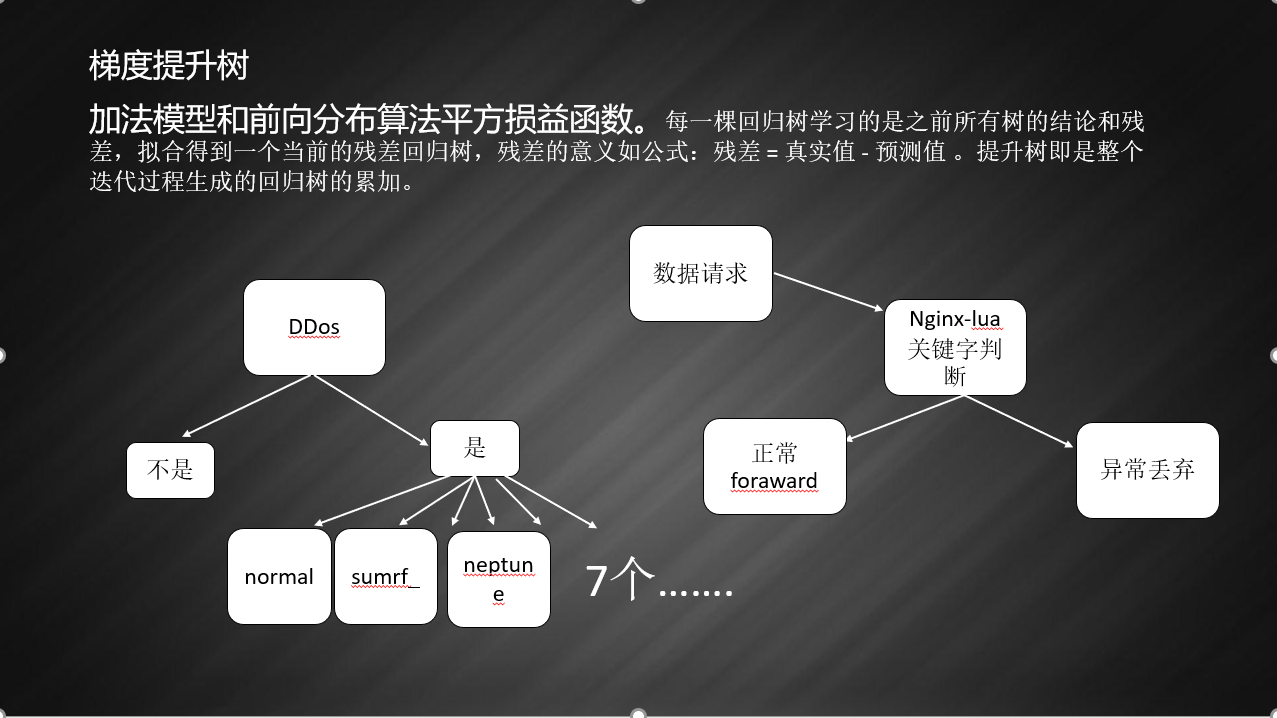 梯度提升树
加法模型和前向分布算法平方损益函数。每一棵回归树学习的是之前所有树的结论和残
差，拟合得到一个当前的残差回归树，残差的意义如公式：残差 = 真实值 - 预测值 。提升树即是整个
迭代过程生成的回归树的累加。
数据请求
DDos
Nginx-lua
关键字判
断
不是
是
正常
foraward
异常丢弃
normal
sumrf_
neptun
e
7个…….